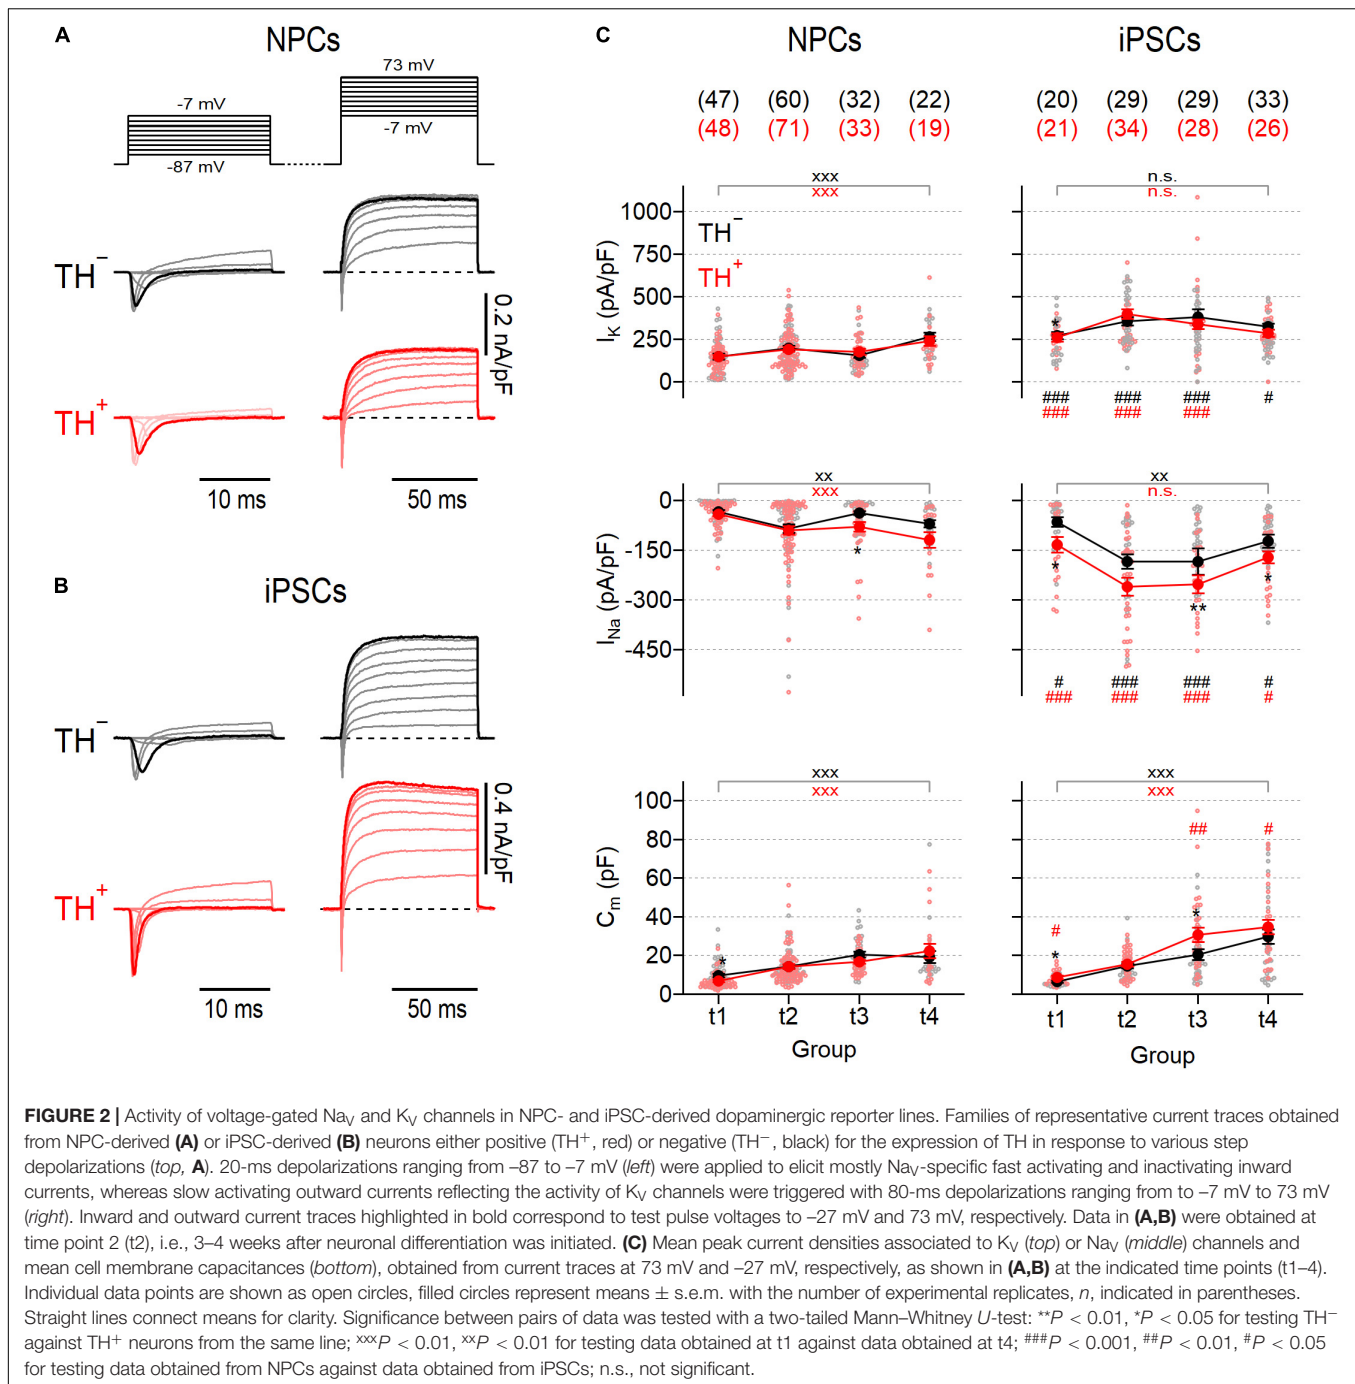 A
NPCs
-7 mV
-87 mV
73 mV
-7 mV
TH−
0.2 nA/pF
TH+
10 ms
50 ms
B
iPSCs
TH−
0.4 nA/pF
TH+
10 ms
50 ms
C
NPCs
iPSCs
(47) (60) (32) (22)
(48) (71) (33) (19)
(20) (29) (29) (33)
(21) (34) (28) (26)
xxx
xxx
n.s.
n.s.
TH−
TH+
IK (pA/pF)
1000
750
500
250
0
*
### ### ### #
### ### ###
xx
xxx
xx
n.s.
INa (pA/pF)
0
-150
-300
-450
*
* ** *
# ### ### #
### ### ### #
xxx
xxx
xxx
xxx
Cm (pF)
100
80
60
40
20
0
*
## #
#
* *
t1 t2 t3 t4
Group
t1 t2 t3 t4
Group
FIGURE 2 | Activity of voltage-gated NaV and KV channels in NPC- and iPSC-derived dopaminergic reporter lines. Families of representative current traces obtained
from NPC-derived (A) or iPSC-derived (B) neurons either positive (TH+, red) or negative (TH−, black) for the expression of TH in response to various step
depolarizations (top, A). 20-ms depolarizations ranging from –87 to –7 mV (left) were applied to elicit mostly NaV-specific fast activating and inactivating inward
currents, whereas slow activating outward currents reflecting the activity of KV channels were triggered with 80-ms depolarizations ranging from to –7 mV to 73 mV
(right). Inward and outward current traces highlighted in bold correspond to test pulse voltages to –27 mV and 73 mV, respectively. Data in (A,B) were obtained at
time point 2 (t2), i.e., 3–4 weeks after neuronal differentiation was initiated. (C) Mean peak current densities associated to KV (top) or NaV (middle) channels and
mean cell membrane capacitances (bottom), obtained from current traces at 73 mV and –27 mV, respectively, as shown in (A,B) at the indicated time points (t1–4).
Individual data points are shown as open circles, filled circles represent means ± s.e.m. with the number of experimental replicates, n, indicated in parentheses.
Straight lines connect means for clarity. Significance between pairs of data was tested with a two-tailed Mann–Whitney U-test: **P < 0.01, *P < 0.05 for testing TH−
against TH+ neurons from the same line; xxxP < 0.01, xxP < 0.01 for testing data obtained at t1 against data obtained at t4; ###P < 0.001, ##P < 0.01, #P < 0.05
for testing data obtained from NPCs against data obtained from iPSCs; n.s., not significant.